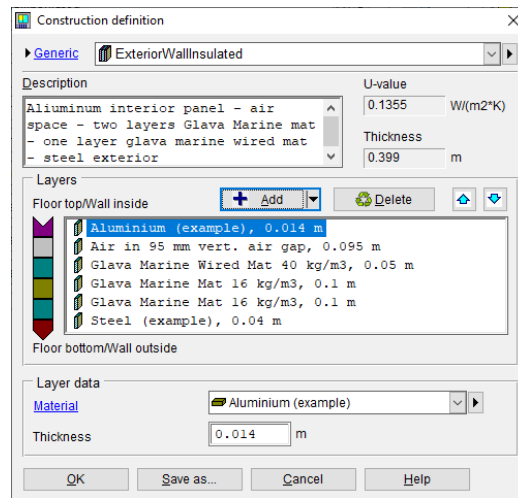 Construction definition
Generic
ExteriorWallInsulated
Description
Aliuminum interior panel - air
space - two layers Glava Marine mat
- one layer glava marine wired mat
- steel exterior
U-value
0.1355 W/(m2*K)
Thickness
0.399 m
Layers
Floor top/Wall inside
Add
Delete
Aluminium (example), 0.014 m
Air in 95 mm vert. air gap, 0.095 m
Glava Marine Wired Mat 40 kg/m3, 0.05 m
Glava Marine Mat 16 kg/m3, 0.1 m
Glava Marine Mat 16 kg/m3, 0.1 m
Steel (example), 0.04 m
Floor bottom/Wall outside
Layer data
Material
Aluminium (example)
Thickness
0.014 m
OK
Save as...
Cancel
Help